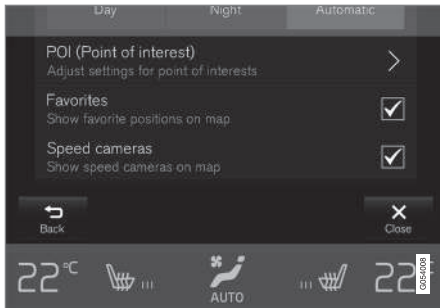 Day Night Automatic
POI (Point of interest)
Adjust settings for point of interests
Favorites
Show favorite positions on map
Speed cameras
Show speed cameras on map
Back Close
22°C 22°
AUTO
G054008